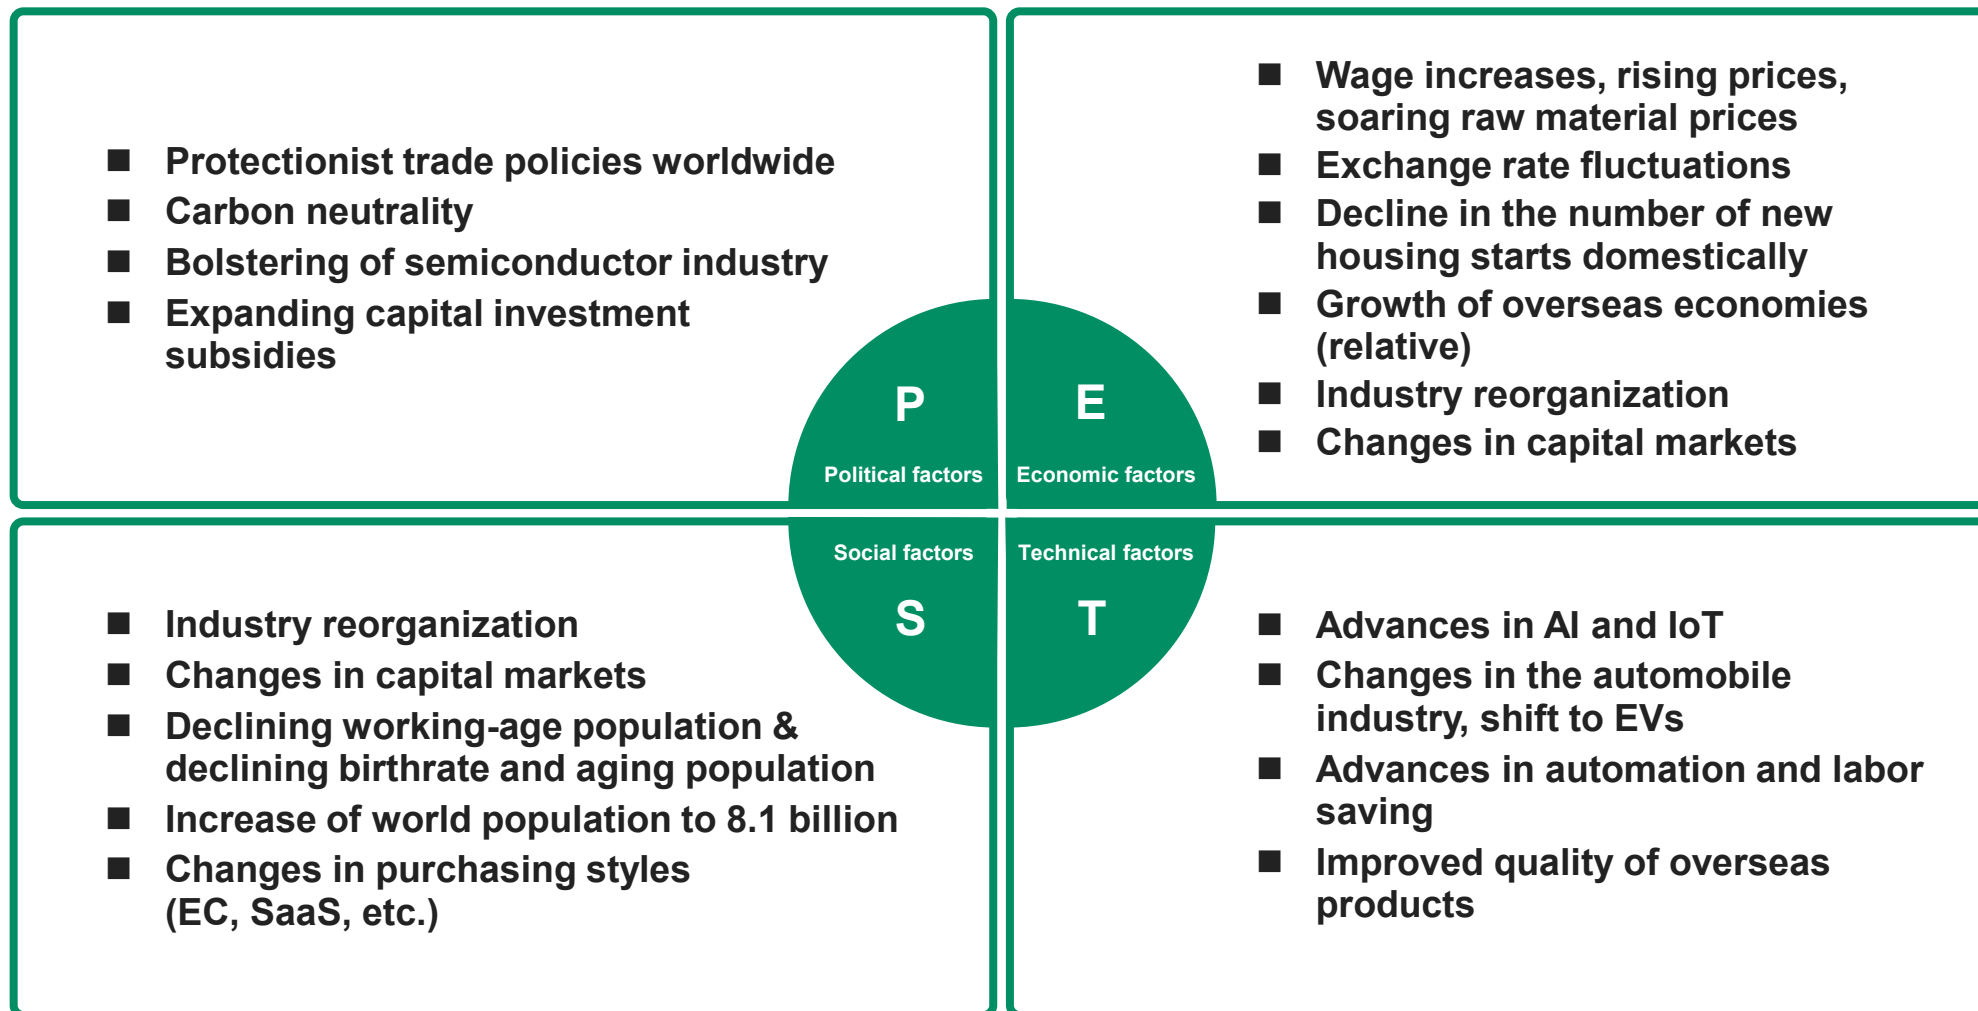 ■ Protectionist trade policies worldwide
■ Carbon neutrality
■ Bolstering of semiconductor industry
■ Expanding capital investment
subsidies
P
Political factors
■ Wage increases, rising prices,
soaring raw material prices
■ Exchange rate fluctuations
■ Decline in the number of new
housing starts domestically
■ Growth of overseas economies
(relative)
■ Industry reorganization
■ Changes in capital markets
E
Economic factors
Social factors
S
■ Industry reorganization
■ Changes in capital markets
■ Declining working-age population &
declining birthrate and aging population
■ Increase of world population to 8.1 billion
■ Changes in purchasing styles
(EC, SaaS, etc.)
Technical factors
T
■ Advances in AI and IoT
■ Changes in the automobile
industry, shift to EVs
■ Advances in automation and labor
saving
■ Improved quality of overseas
products